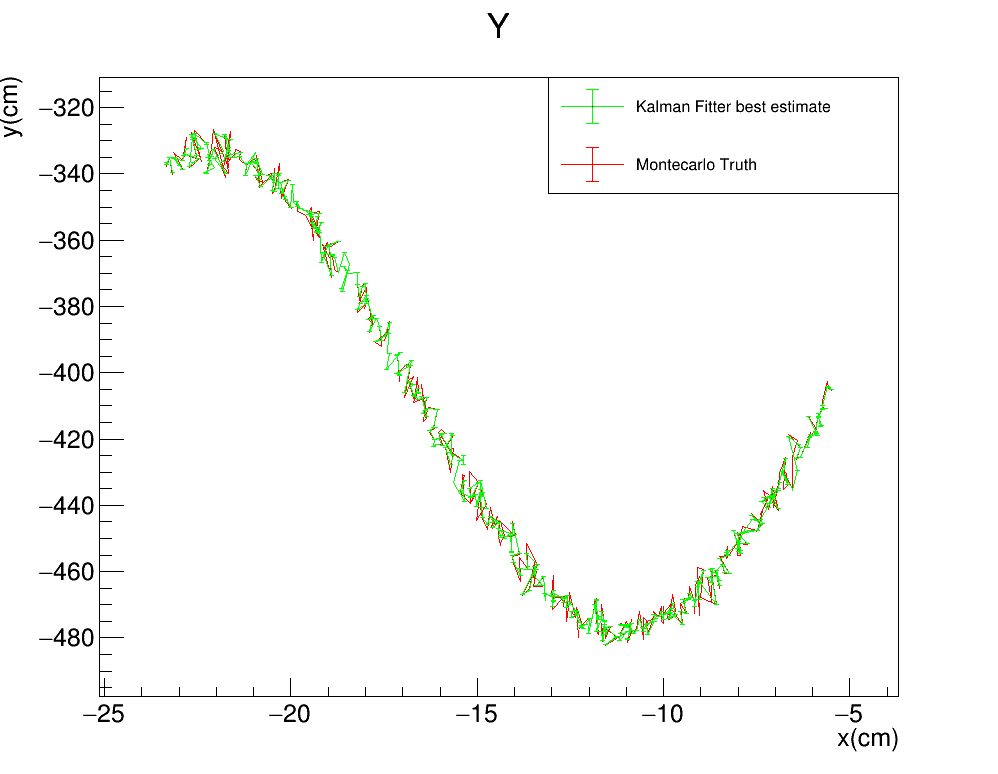 Y
y(cm)
−320
−340
−360
−380
−400
−420
−440
−460
−480
Kalman Fitter best estimate
Montecarlo Truth
−25 −20 −15 −10 −5
x(cm)